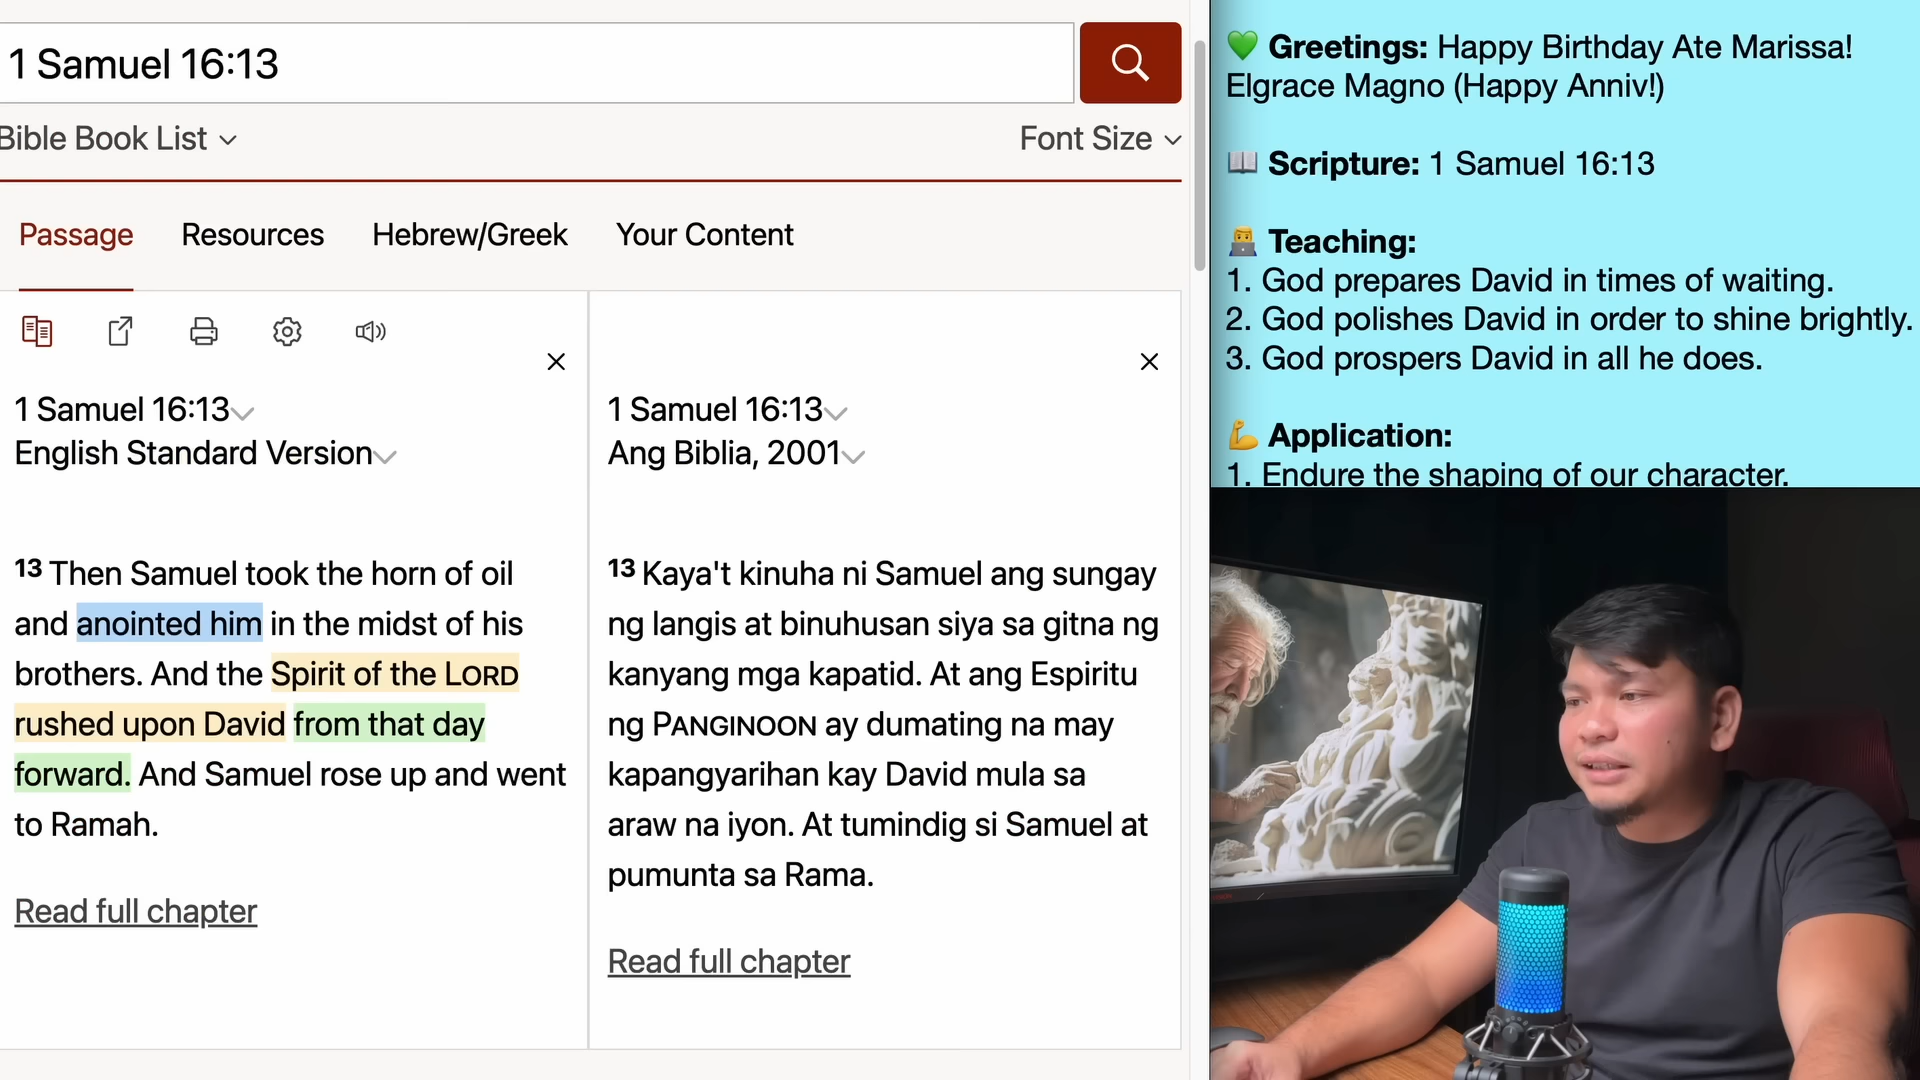 1 Samuel 16:13
Bible Book List
Font Size
Passage
Resources
Hebrew/Greek
Your Content
1 Samuel 16:13
English Standard Version
13 Then Samuel took the horn of oil
and anointed him in the midst of his
brothers. And the Spirit of the LORD
rushed upon David from that day
forward. And Samuel rose up and went
to Ramah.
Read full chapter
1 Samuel 16:13
Ang Biblia, 2001
13 Kaya't kinuha ni Samuel ang sungay
ng langis at binuhusan siya sa gitna ng
kanyang mga kapatid. At ang Espiritu
ng PANGINOON ay dumating na may
kapangyarihan kay David mula sa
araw na iyon. At tumindig si Samuel at
pumunta sa Rama.
Read full chapter
💚 Greetings: Happy Birthday Ate Marissa!
Elgrace Magno (Happy Anniv!)
📖 Scripture: 1 Samuel 16:13
👨‍💻 Teaching:
1. God prepares David in times of waiting.
2. God polishes David in order to shine brightly.
3. God prospers David in all he does.
💪 Application:
1. Endure the shaping of our character.